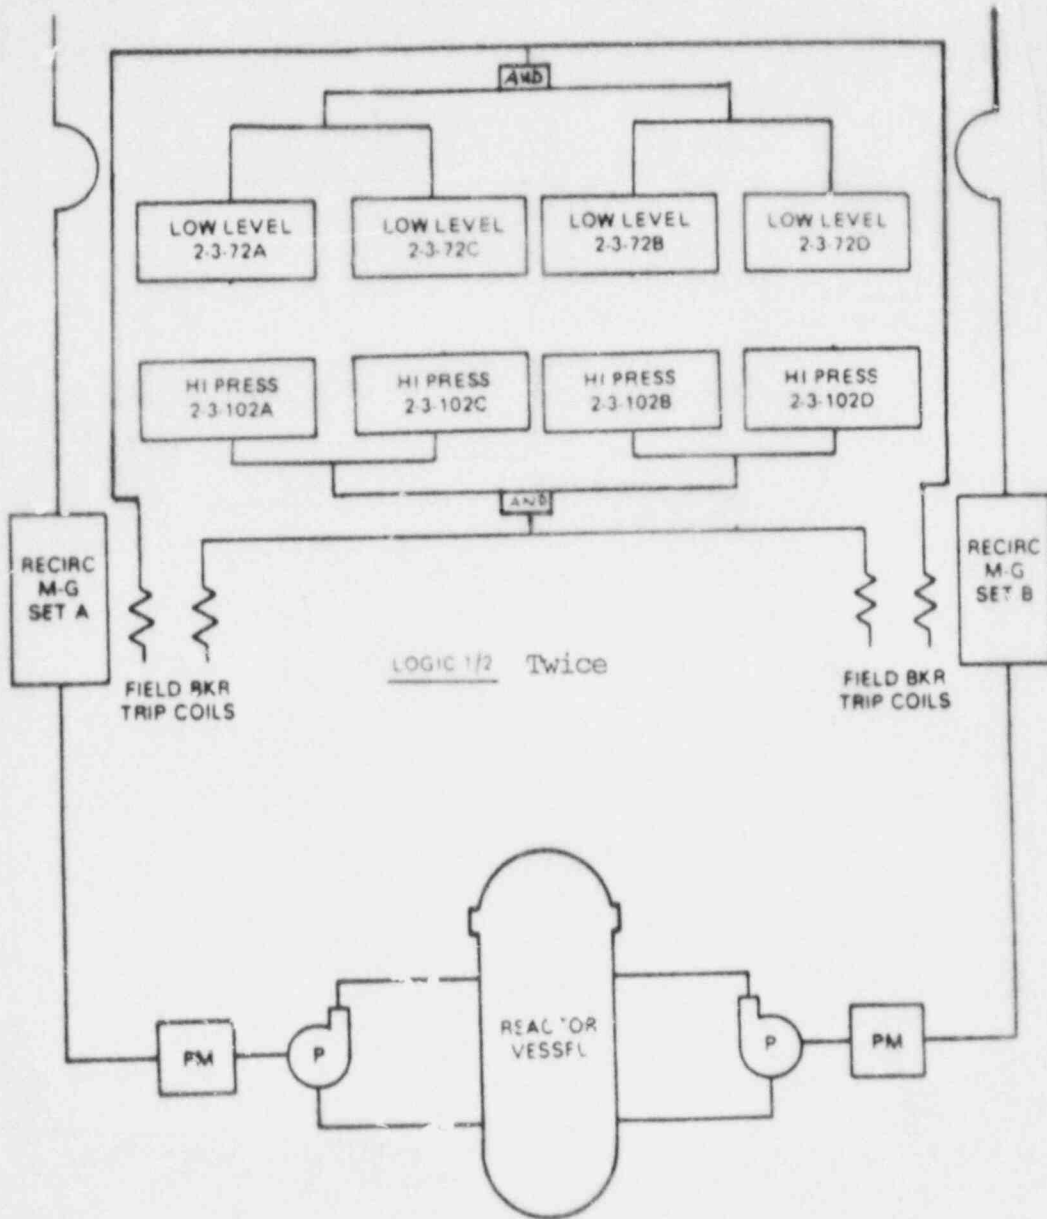 AND
LOW LEVEL
2-3-72A
LOW LEVEL
2-3-72C
LOW LEVEL
2-3-72B
LOW LEVEL
2-3-72D
HI PRESS
2-3-102A
HI PRESS
2-3-102C
HI PRESS
2-3-102B
HI PRESS
2-3-102D
AND
RECIRC
M-G
SET A
RECIRC
M-G
SET B
FIELD BKR
TRIP COILS
LOGIC 1/2 Twice
FIELD BKR
TRIP COILS
REACTOR
VESSEL
PM
P
P
PM